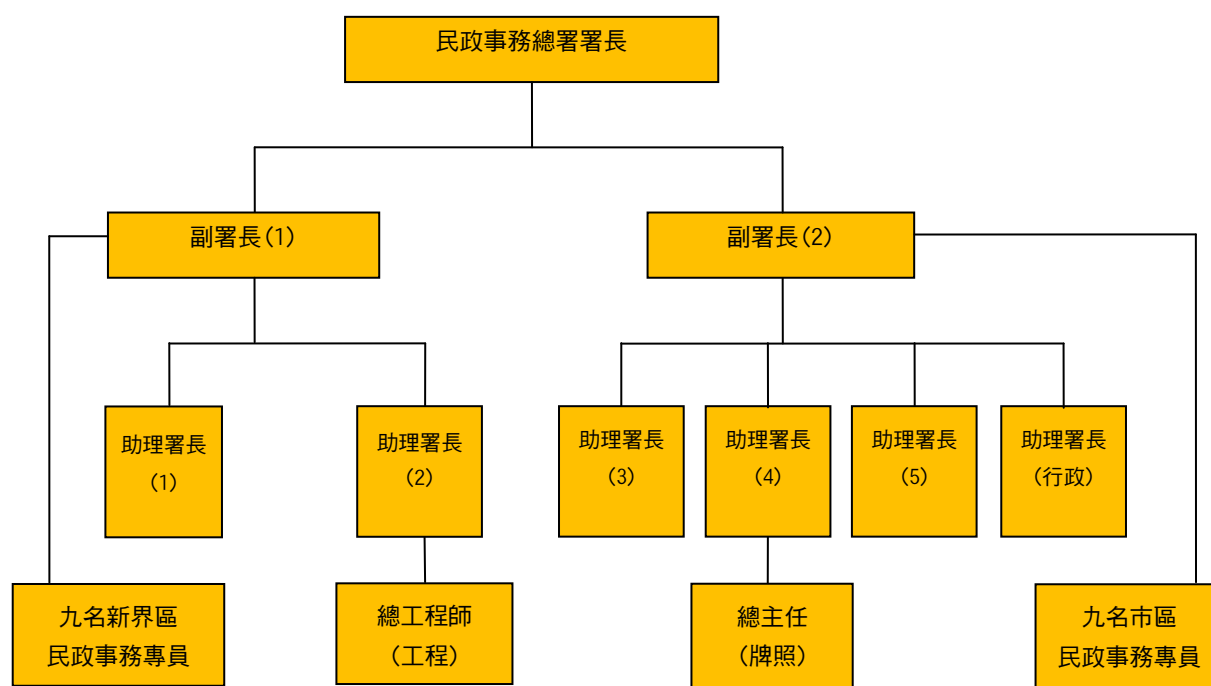 民政事務總署署長
副署長(1)
副署長(2)
助理署長
(1)
助理署長
(2)
助理署長
(3)
助理署長
(4)
助理署長
(5)
助理署長
(行政)
九名新界區
民政事務專員
總工程師
(工程)
總主任
(牌照)
九名市區
民政事務專員